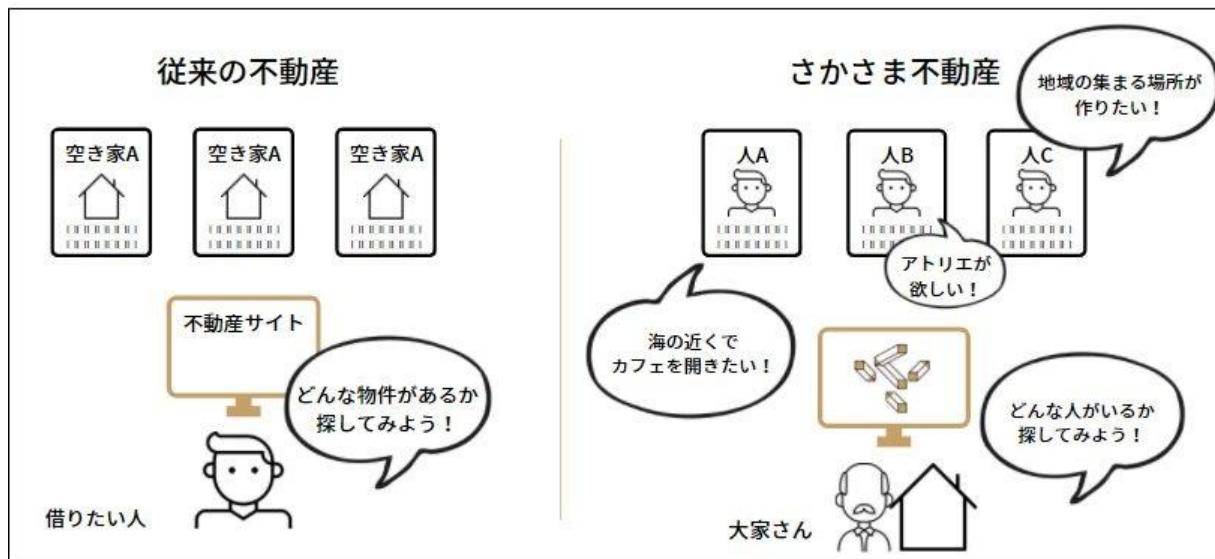 従来の不動産
空き家A
空き家A
空き家A
不動産サイト
どんな物件があるか
探してみよう！
借りたい人
さかさま不動産
地域の集まる場所が
作りたい！
人A
人B
人C
アトリエが
欲しい！
海の近くで
カフェを開きたい！
どんな人がいるか
探してみよう！
大家さん